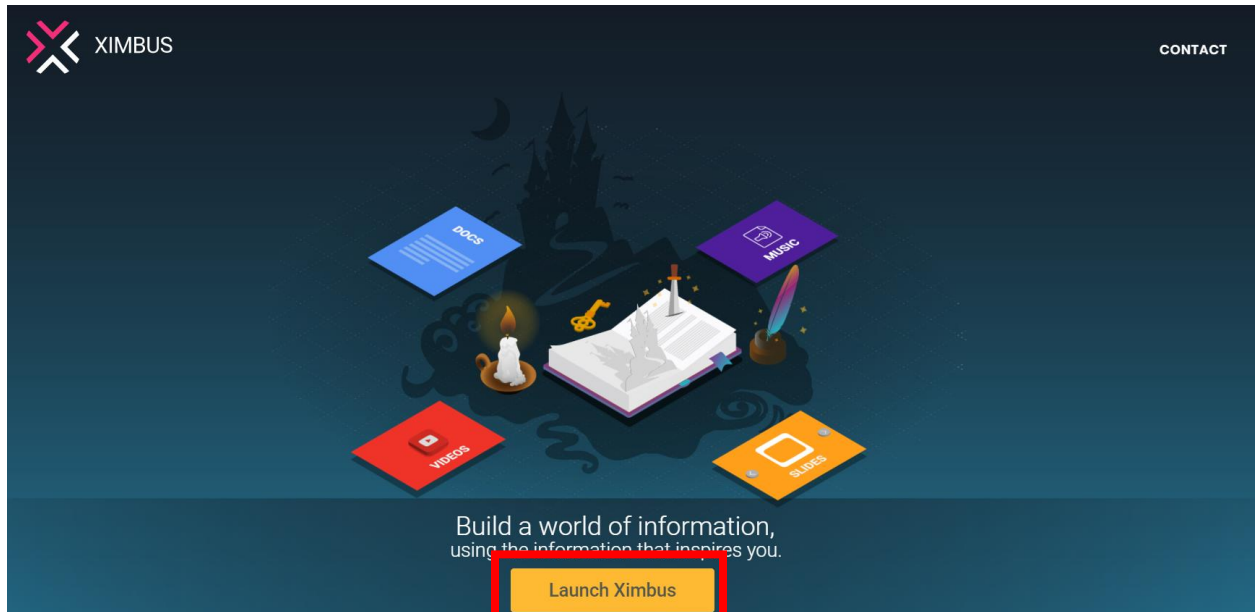 XIMBUS
CONTACT
DOCS
MUSIC
VIDEOS
SLIDES
Build a world of information,
using the information that inspires you.
Launch Ximbus